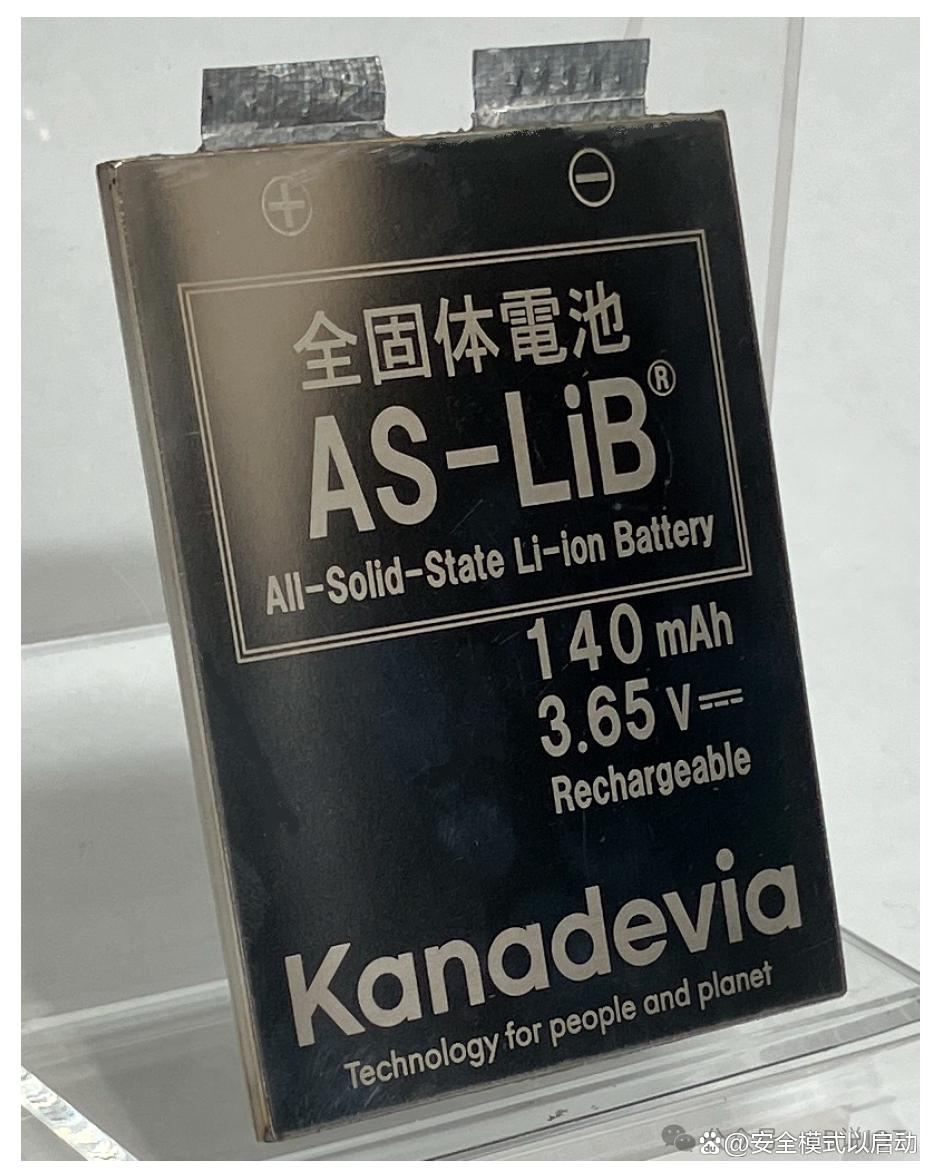 + −
全固体電池
AS-LiB®
All-Solid-State Li-ion Battery
140 mAh
3.65 V⎓
Rechargeable
Kanadevia
Technology for people and planet
@安全模式以启动